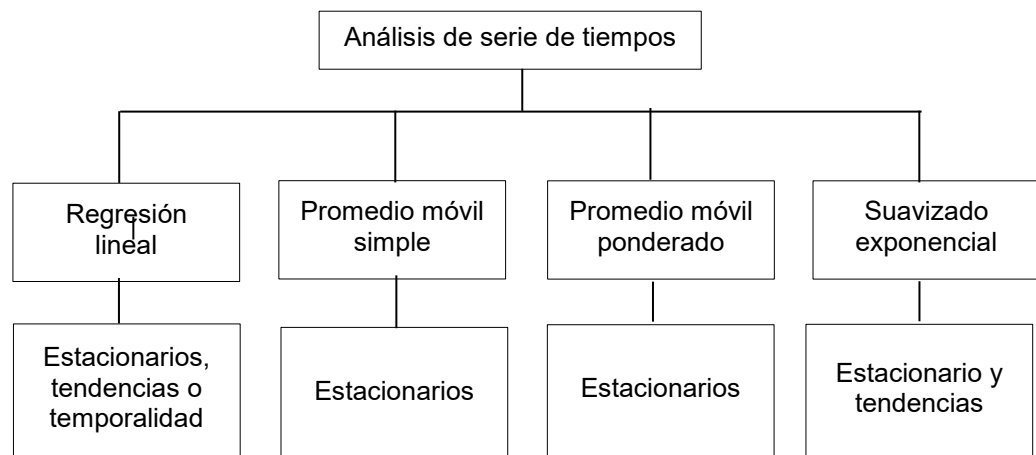 Análisis de serie de tiempos
Regresión
lineal
Promedio móvil
simple
Promedio móvil
ponderado
Suavizado
exponencial
Estacionarios,
tendencias o
temporalidad
Estacionarios
Estacionarios
Estacionario y
tendencias